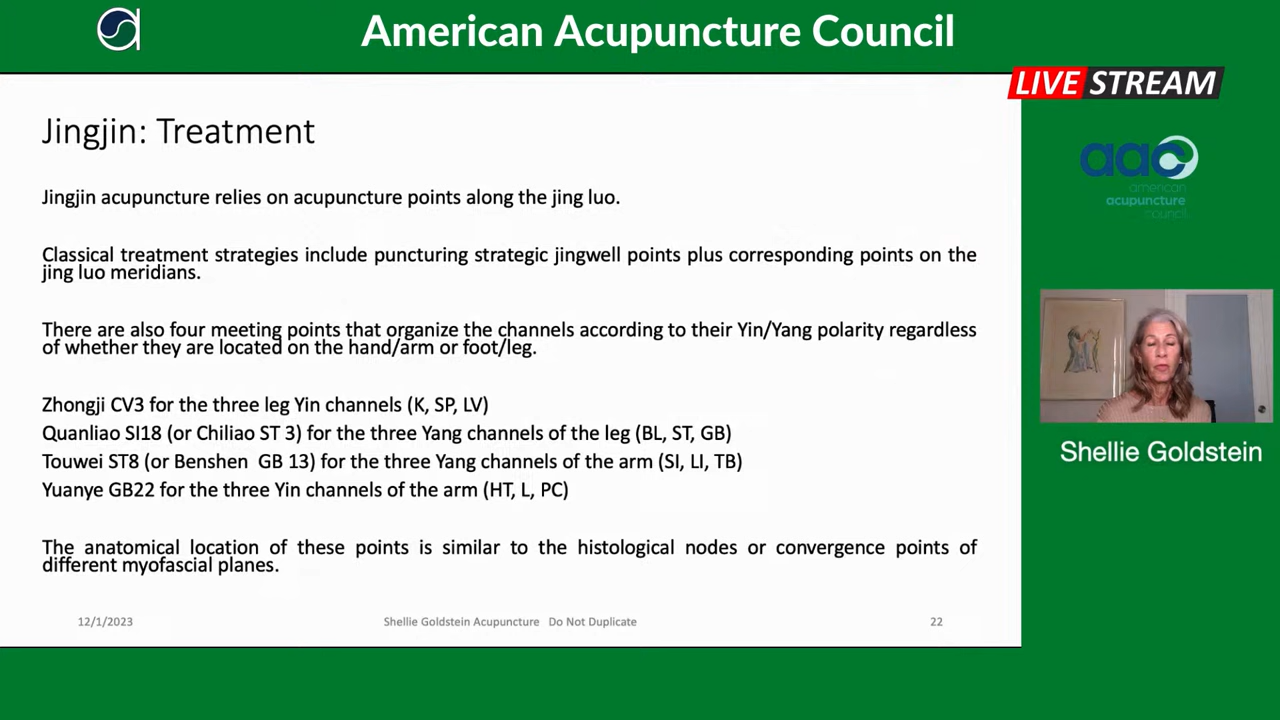 American Acupuncture Council
LIVE STREAM
Jingjin: Treatment
Jingjin acupuncture relies on acupuncture points along the jing luo.
Classical treatment strategies include puncturing strategic jingwell points plus corresponding points on the
jing luo meridians.
There are also four meeting points that organize the channels according to their Yin/Yang polarity regardless
of whether they are located on the hand/arm or foot/leg.
Zhongji CV3 for the three leg Yin channels (K, SP, LV)
Quanliao SI18 (or Chiliao ST 3) for the three Yang channels of the leg (BL, ST, GB)
Touwei ST8 (or Benshen  GB 13) for the three Yang channels of the arm (SI, LI, TB)
Yuanye GB22 for the three Yin channels of the arm (HT, L, PC)
The anatomical location of these points is similar to the histological nodes or convergence points of
different myofascial planes.
12/1/2023
Shellie Goldstein Acupuncture   Do Not Duplicate
22
aac
american
acupuncture
council
Shellie Goldstein